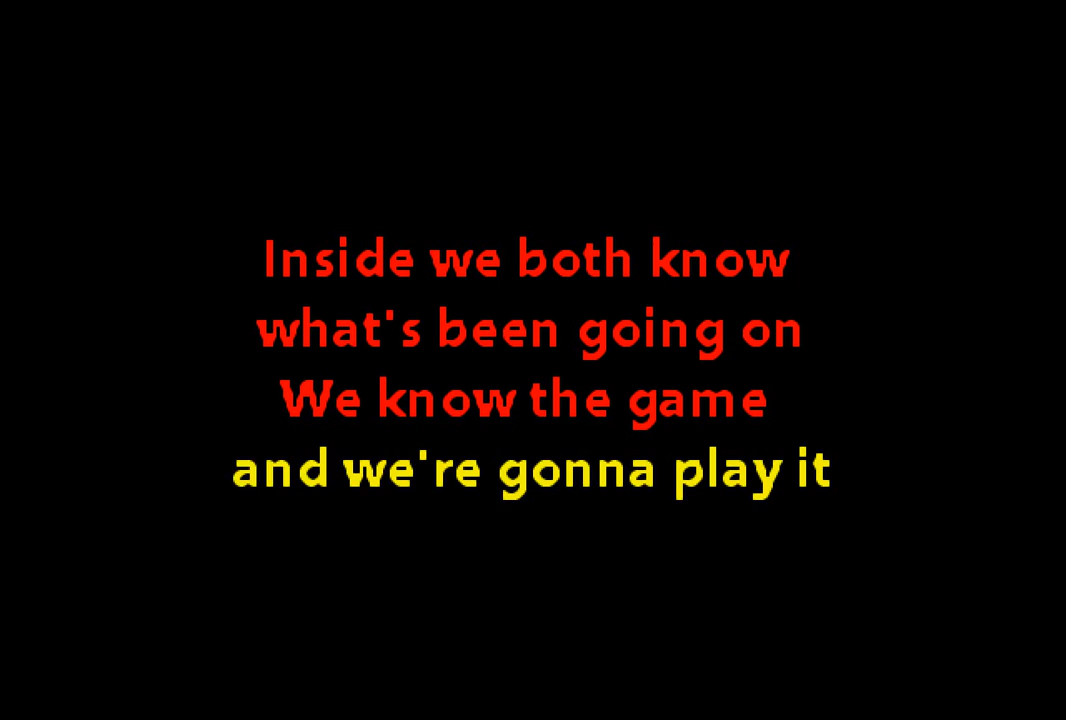 Inside we both know
what's been going on
We know the game
and we're gonna play it